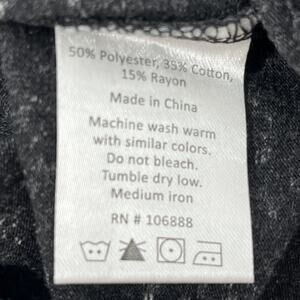 50% Polyester, 35% Cotton,
15% Rayon
Made in China
Machine wash warm
with similar colors.
Do not bleach.
Tumble dry low.
Medium iron
RN # 106888